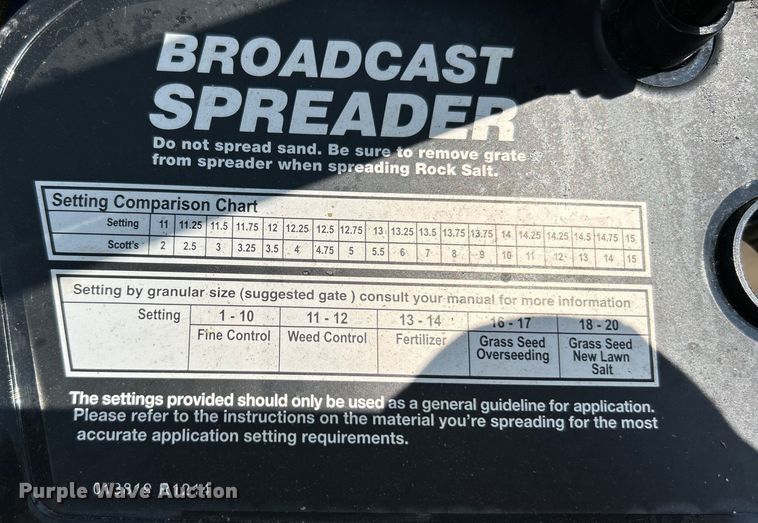 BROADCAST
SPREADER
Do not spread sand. Be sure to remove grate
from spreader when spreading Rock Salt.
Setting Comparison Chart
Setting 11 11.25 11.5 11.75 12 12.25 12.5 12.75 13 13.25 13.5 13.75 13.75 14 14.25 14.25 14.5 14.75 15
Scott's 2 2.5 3 3.25 3.5 4 4.75 5 5.5 6 7 8 9 10 11 12 13 14 15
Setting by granular size (suggested gate ) consult your manual for more information
Setting 1 - 10 11 - 12 13 - 14 16 - 17 18 - 20
Fine Control Weed Control Fertilizer Grass Seed Grass Seed
Overseeding New Lawn
Salt
The settings provided should only be used as a general guideline for application.
Please refer to the instructions on the material you're spreading for the most
accurate application setting requirements.
Purple Wave Auction